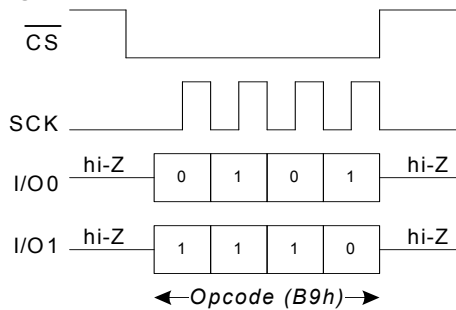 CS
SCK
hi-Z 0 1 0 1 hi-Z
I/O0
hi-Z 1 1 1 0 hi-Z
I/O1
Opcode (B9h)